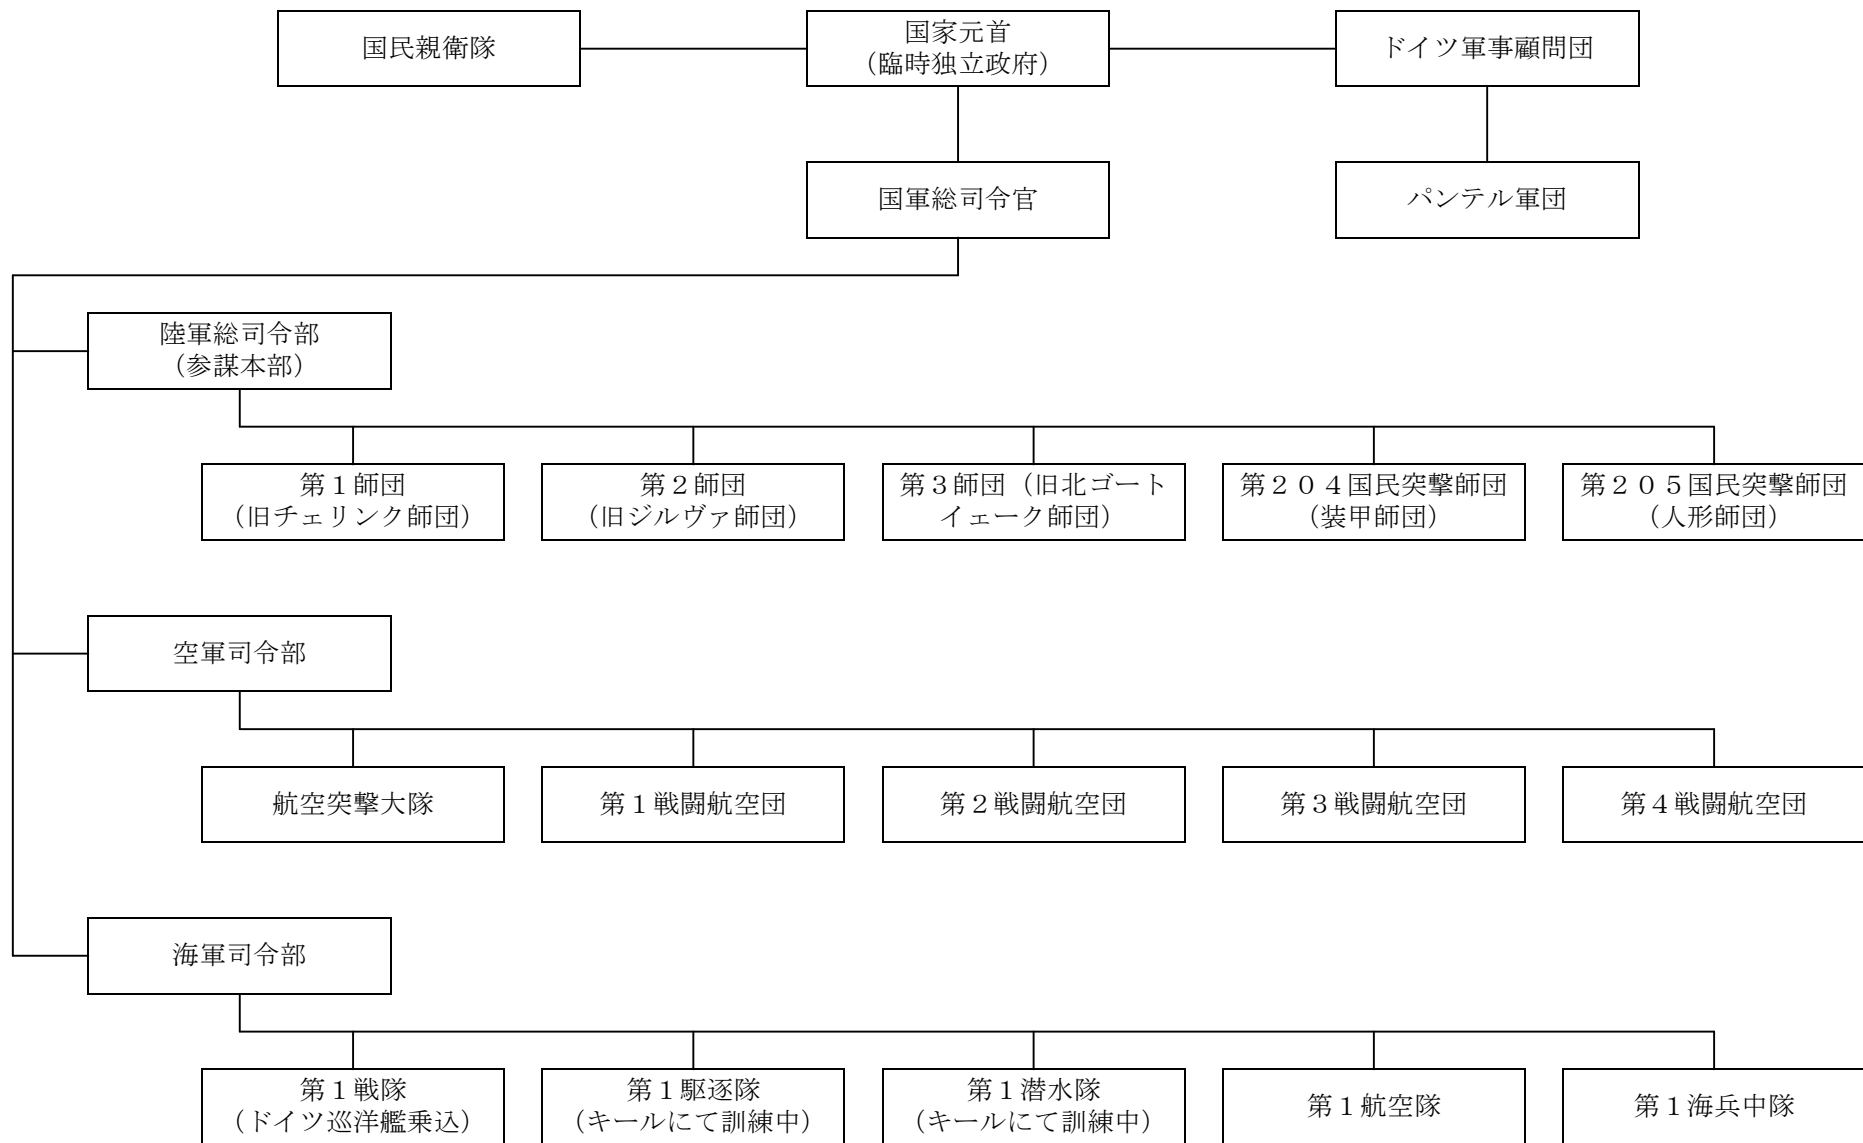 国民親衛隊
国家元首
（臨時独立政府）
ドイツ軍事顧問団
国軍総司令官
パンテル軍団
陸軍総司令部
（参謀本部）
第１師団
（旧チェリンク師団）
第２師団
（旧ジルヴァ師団）
第３師団（旧北ゴート
イェーク師団）
第２０４国民突撃師団
（装甲師団）
第２０５国民突撃師団
（人形師団）
空軍司令部
航空突撃大隊
第１戦闘航空団
第２戦闘航空団
第３戦闘航空団
第４戦闘航空団
海軍司令部
第１戦隊
（ドイツ巡洋艦乗込）
第１駆逐隊
（キールにて訓練中）
第１潜水隊
（キールにて訓練中）
第１航空隊
第１海兵中隊